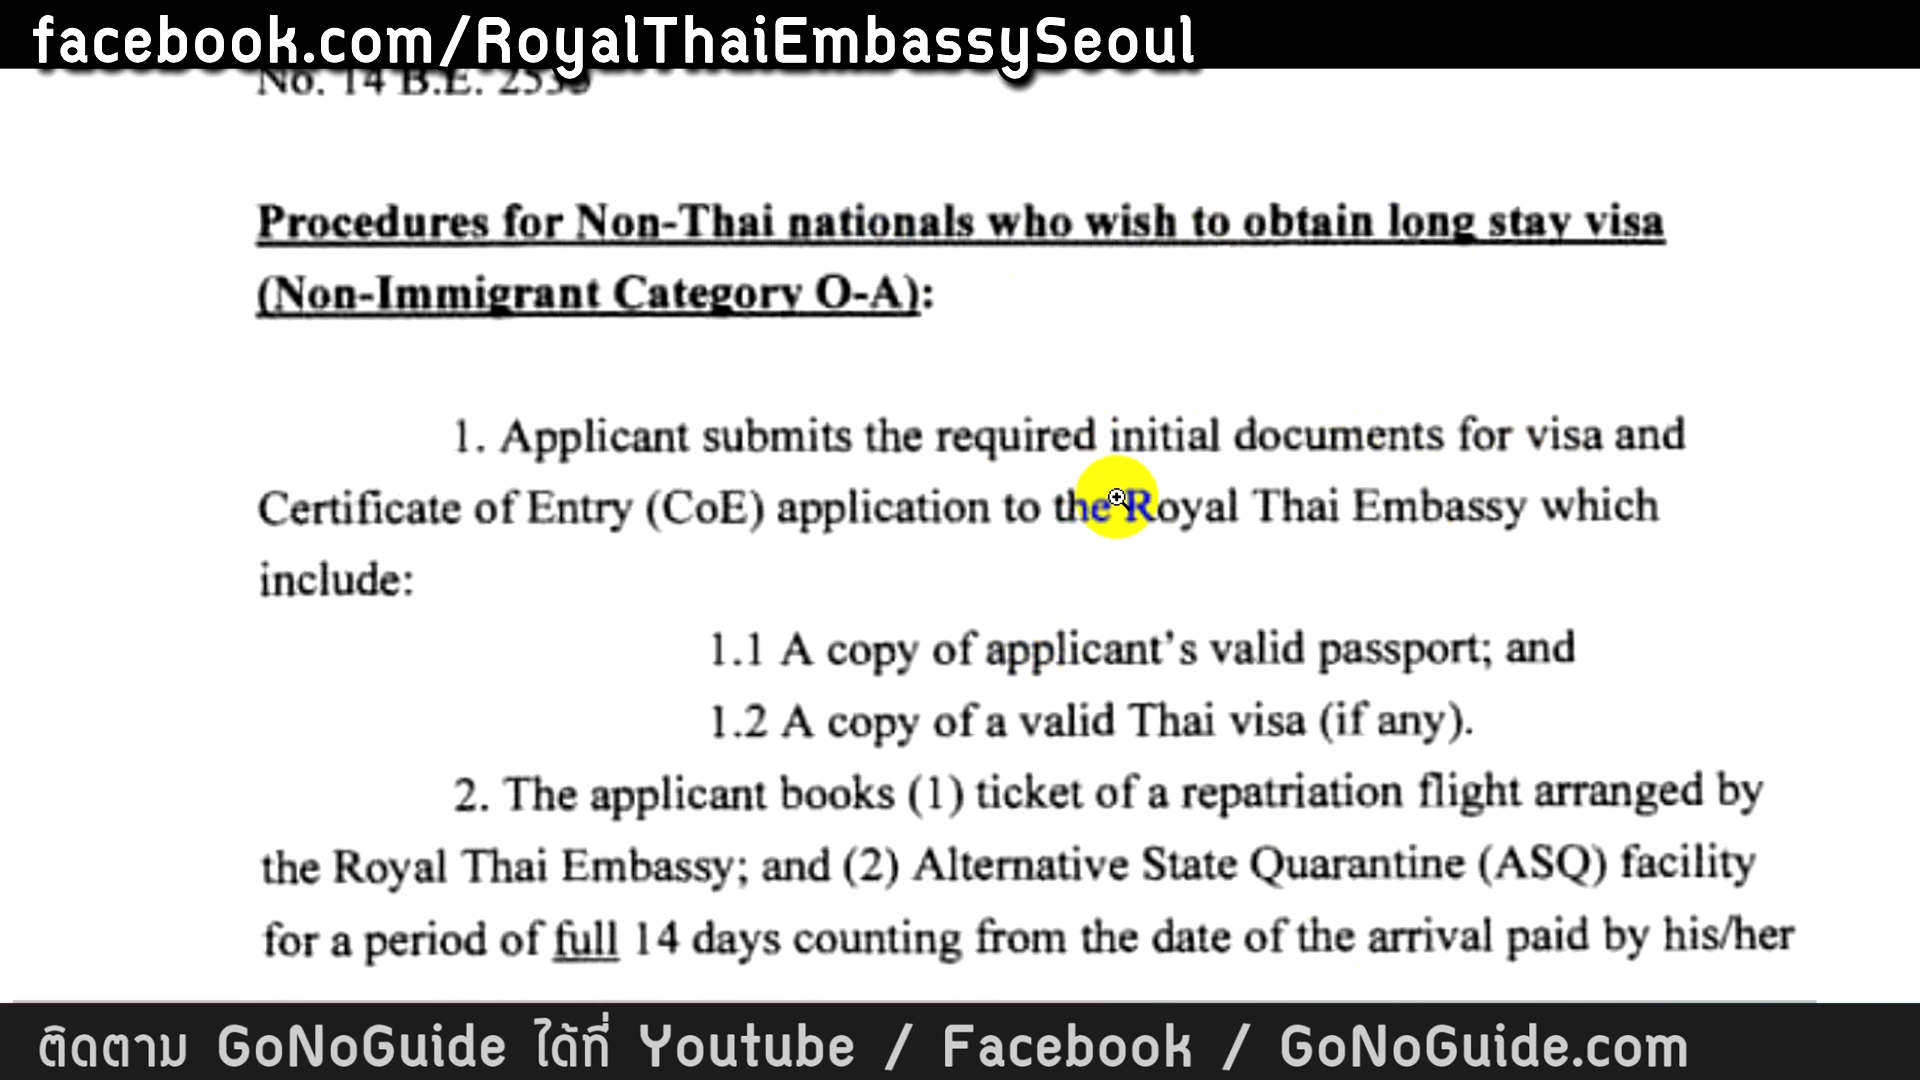 facebook.com/RoyalThaiEmbassySeoul
No. 14 B.E.
Procedures for Non-Thai nationals who wish to obtain long stay visa
(Non-Immigrant Category O-A):
1. Applicant submits the required initial documents for visa and
Certificate of Entry (CoE) application to the Royal Thai Embassy which
include:
1.1 A copy of applicant's valid passport; and
1.2 A copy of a valid Thai visa (if any).
2. The applicant books (1) ticket of a repatriation flight arranged by
the Royal Thai Embassy; and (2) Alternative State Quarantine (ASQ) facility
for a period of full 14 days counting from the date of the arrival paid by his/her
ติดตาม GoNoGuide ได้ที่ Youtube / Facebook / GoNoGuide.com